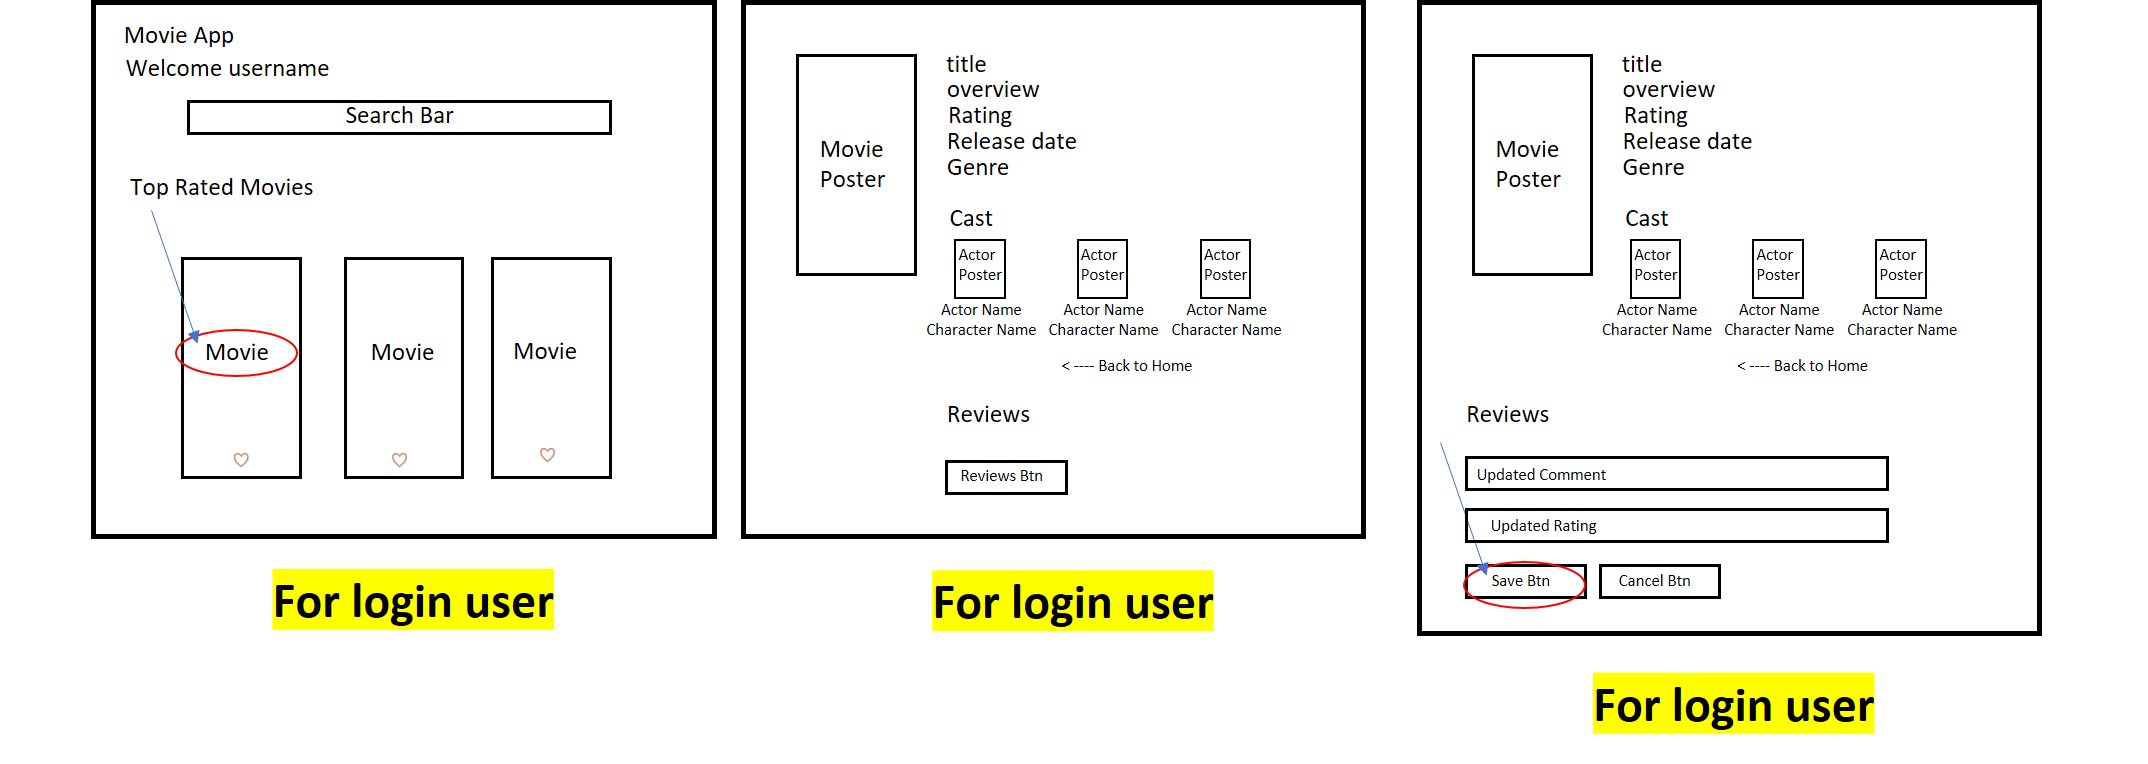 Movie App
Welcome username
Search Bar
Top Rated Movies
Movie
Movie
Movie
For login user
Movie
Poster
title
overview
Rating
Release date
Genre
Cast
Actor
Poster
Actor Name
Character Name
Actor
Poster
Actor Name
Character Name
Actor
Poster
Actor Name
Character Name
< ---- Back to Home
Reviews
Reviews Btn
For login user
Movie
Poster
title
overview
Rating
Release date
Genre
Cast
Actor
Poster
Actor Name
Character Name
Actor
Poster
Actor Name
Character Name
Actor
Poster
Actor Name
Character Name
< ---- Back to Home
Reviews
Updated Comment
Updated Rating
Save Btn
Cancel Btn
For login user